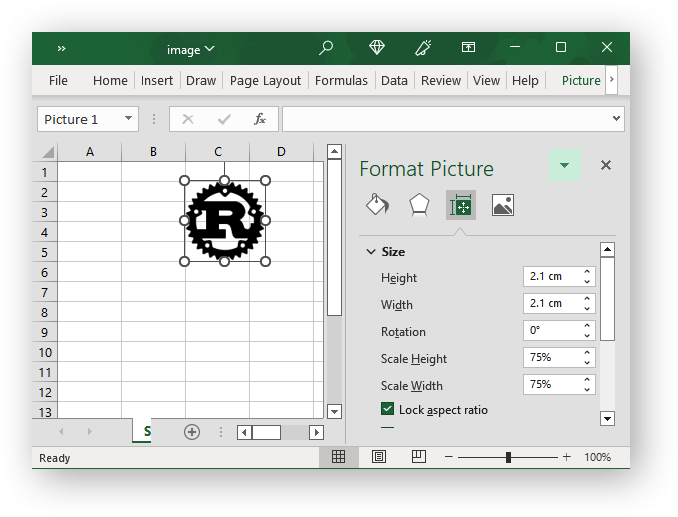 » image
File Home Insert Draw Page Layout Formulas Data Review View Help Picture
Picture 1 fx
A B C D
1
2
3
4
5
6
7
8
9
10
11
12
13
R
Format Picture
Size
Height 2.1 cm
Width 2.1 cm
Rotation 0°
Scale Height 75%
Scale Width 75%
Lock aspect ratio
S
Ready 100%